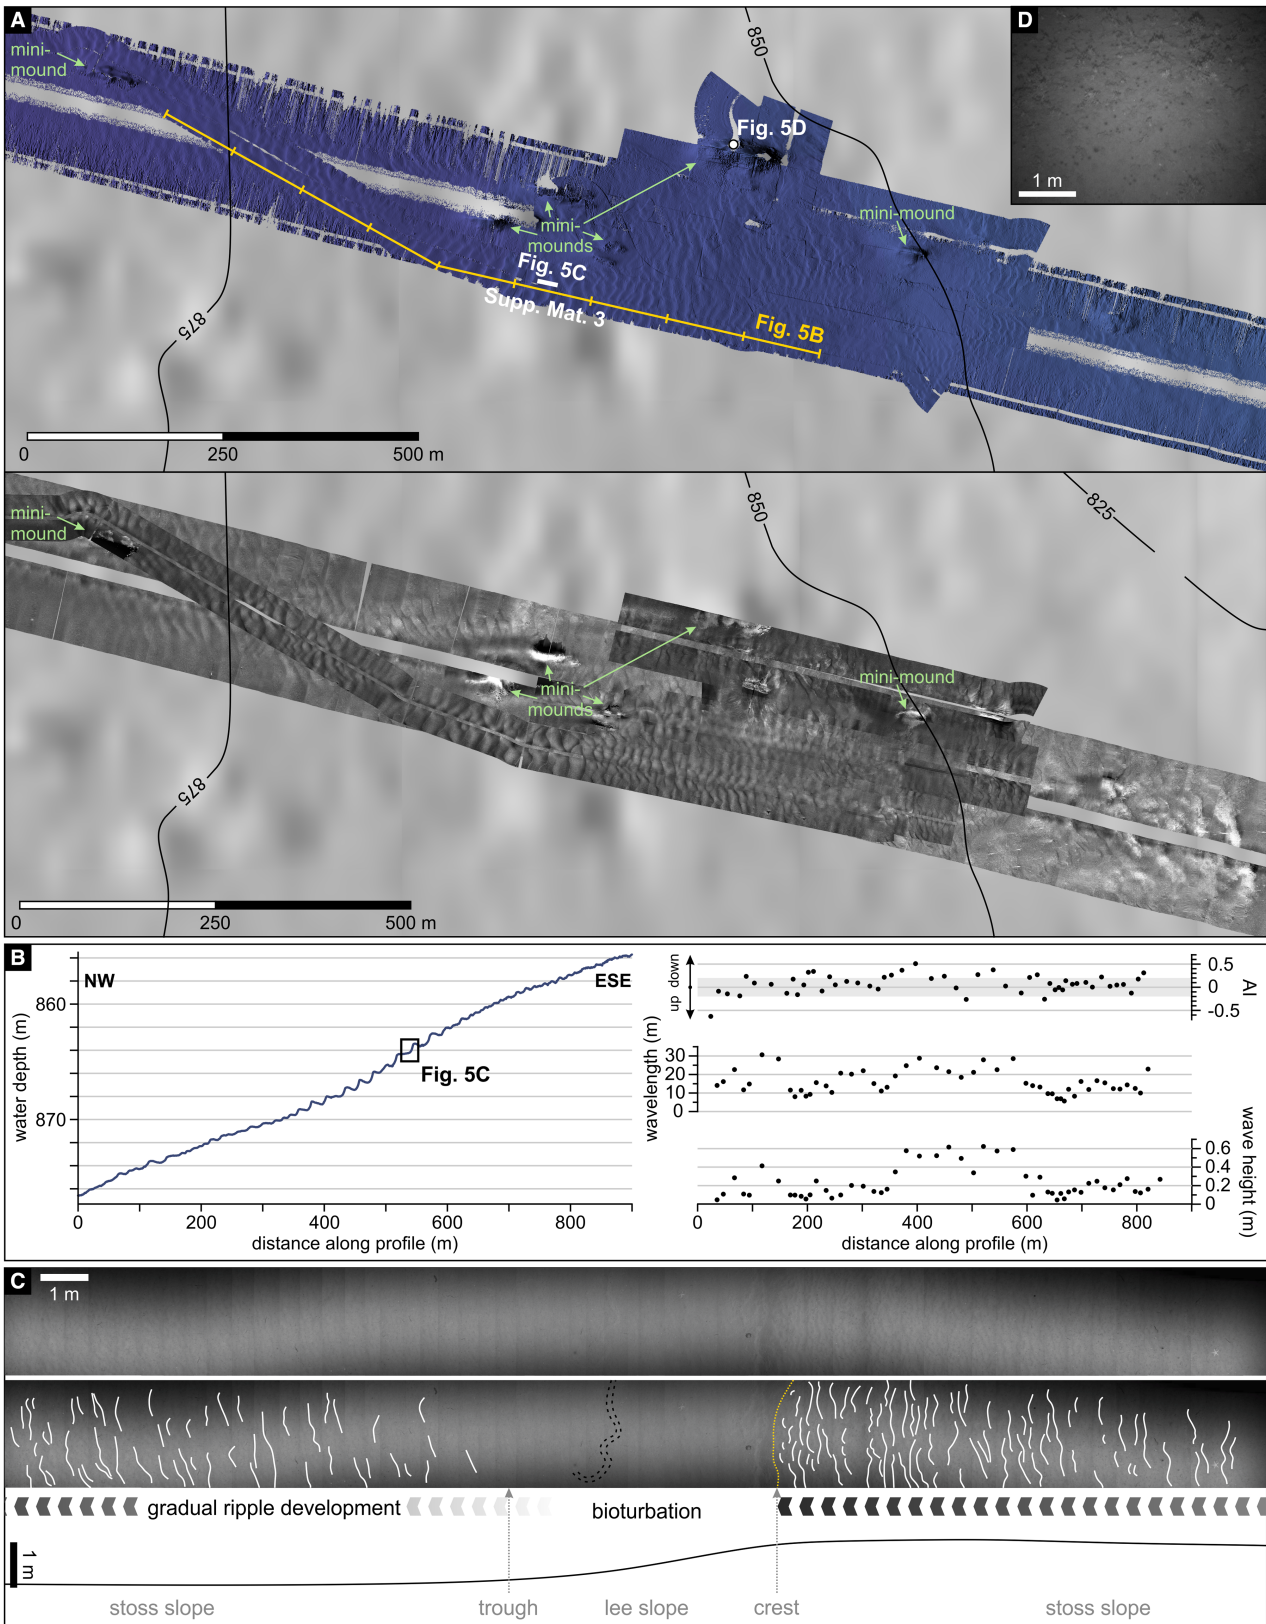 A
mini-
mound
850
D
Fig. 5D
1 m
mini-mound
mini-
mounds
Fig. 5C
Supp. Mat. 3
Fig. 5B
875
0
250
500 m
mini-
mound
850
825
mini-mound
mini-
mounds
875
0
250
500 m
B
NW
ESE
860
870
water depth (m)
Fig. 5C
0
200
400
600
800
distance along profile (m)
up
down
0.5
0
-0.5
AI
wavelength (m)
30
20
10
0
0.6
0.4
0.2
0
wave height (m)
0
200
400
600
800
distance along profile (m)
C
1 m
gradual ripple development
bioturbation
1 m
stoss slope
trough
lee slope
crest
stoss slope